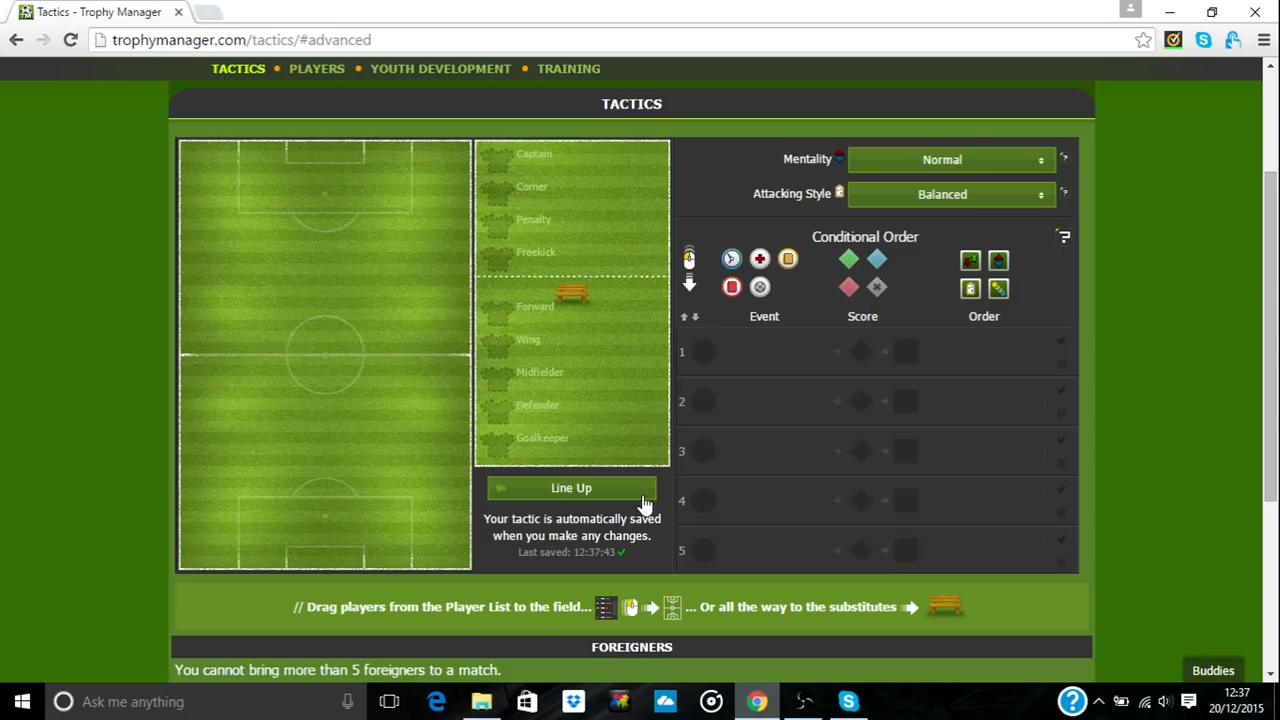 Tactics - Trophy Manager
trophymanager.com/tactics/#advanced
TACTICS • PLAYERS • YOUTH DEVELOPMENT • TRAINING
TACTICS
Captain
Corner
Penalty
Freekick
Forward
Wing
Midfielder
Defender
Goalkeeper
Line Up
Your tactic is automatically saved
when you make any changes.
Last saved: 12:37:43
Mentality Normal ?
Attacking Style Balanced ?
Conditional Order ?
Event Score Order
1
2
3
4
5
// Drag players from the Player List to the field... ... Or all the way to the substitutes
FOREIGNERS
You cannot bring more than 5 foreigners to a match.
Buddies
Ask me anything
12:37
20/12/2015